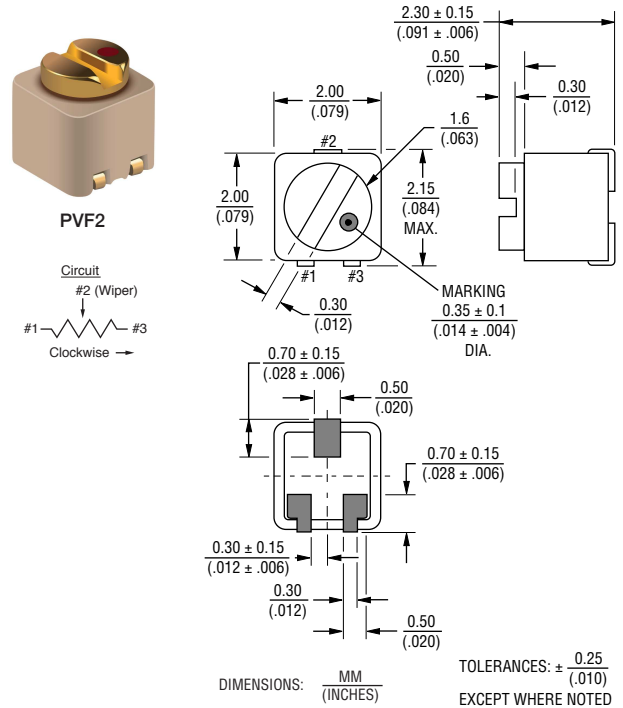 PVF2
Circuit
#2 (Wiper)
#1
#3
Clockwise
2.30 ± 0.15
(.091 ± .006)
0.50
(.020)
0.30
(.012)
2.00
(.079)
1.6
(.063)
#2
2.00
(.079)
2.15
(.084)
MAX.
#1
#3
0.30
(.012)
MARKING
0.35 ± 0.1
(.014 ± .004)
DIA.
0.70 ± 0.15
(.028 ± .006)
0.50
(.020)
0.70 ± 0.15
(.028 ± .006)
0.30 ± 0.15
(.012 ± .006)
0.30
(.012)
0.50
(.020)
DIMENSIONS: MM
(INCHES)
TOLERANCES: ± 0.25
(.010)
EXCEPT WHERE NOTED